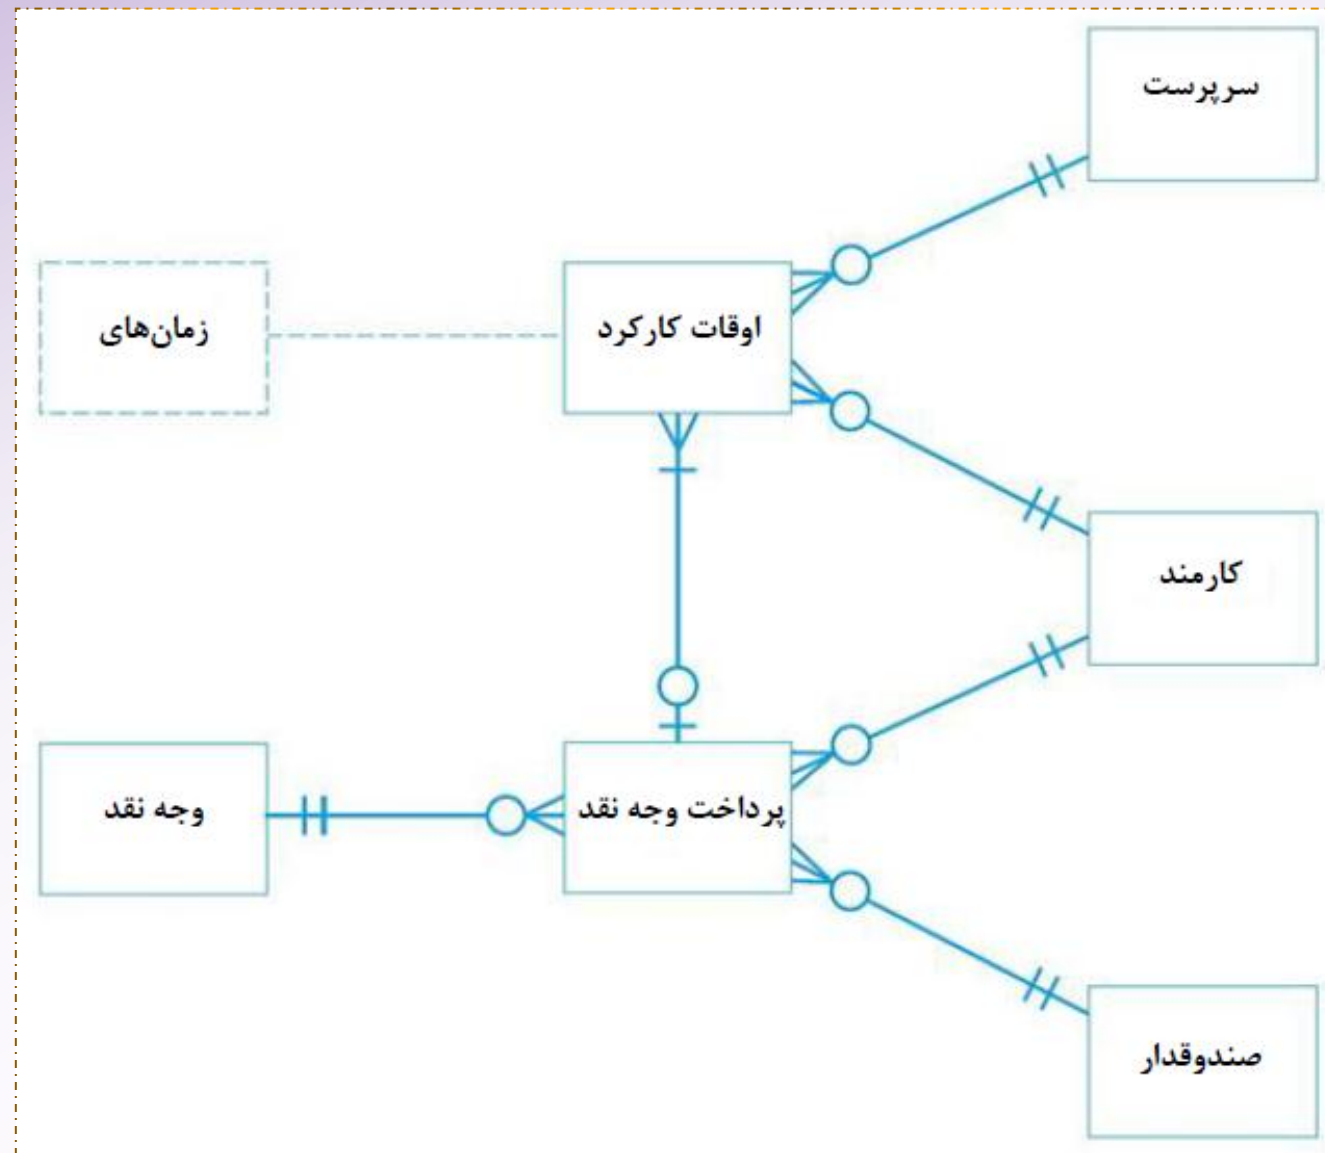 سرپرست
زمان‌های
اوقات کارکرد
کارمند
وجه نقد
پرداخت وجه نقد
صندوقدار